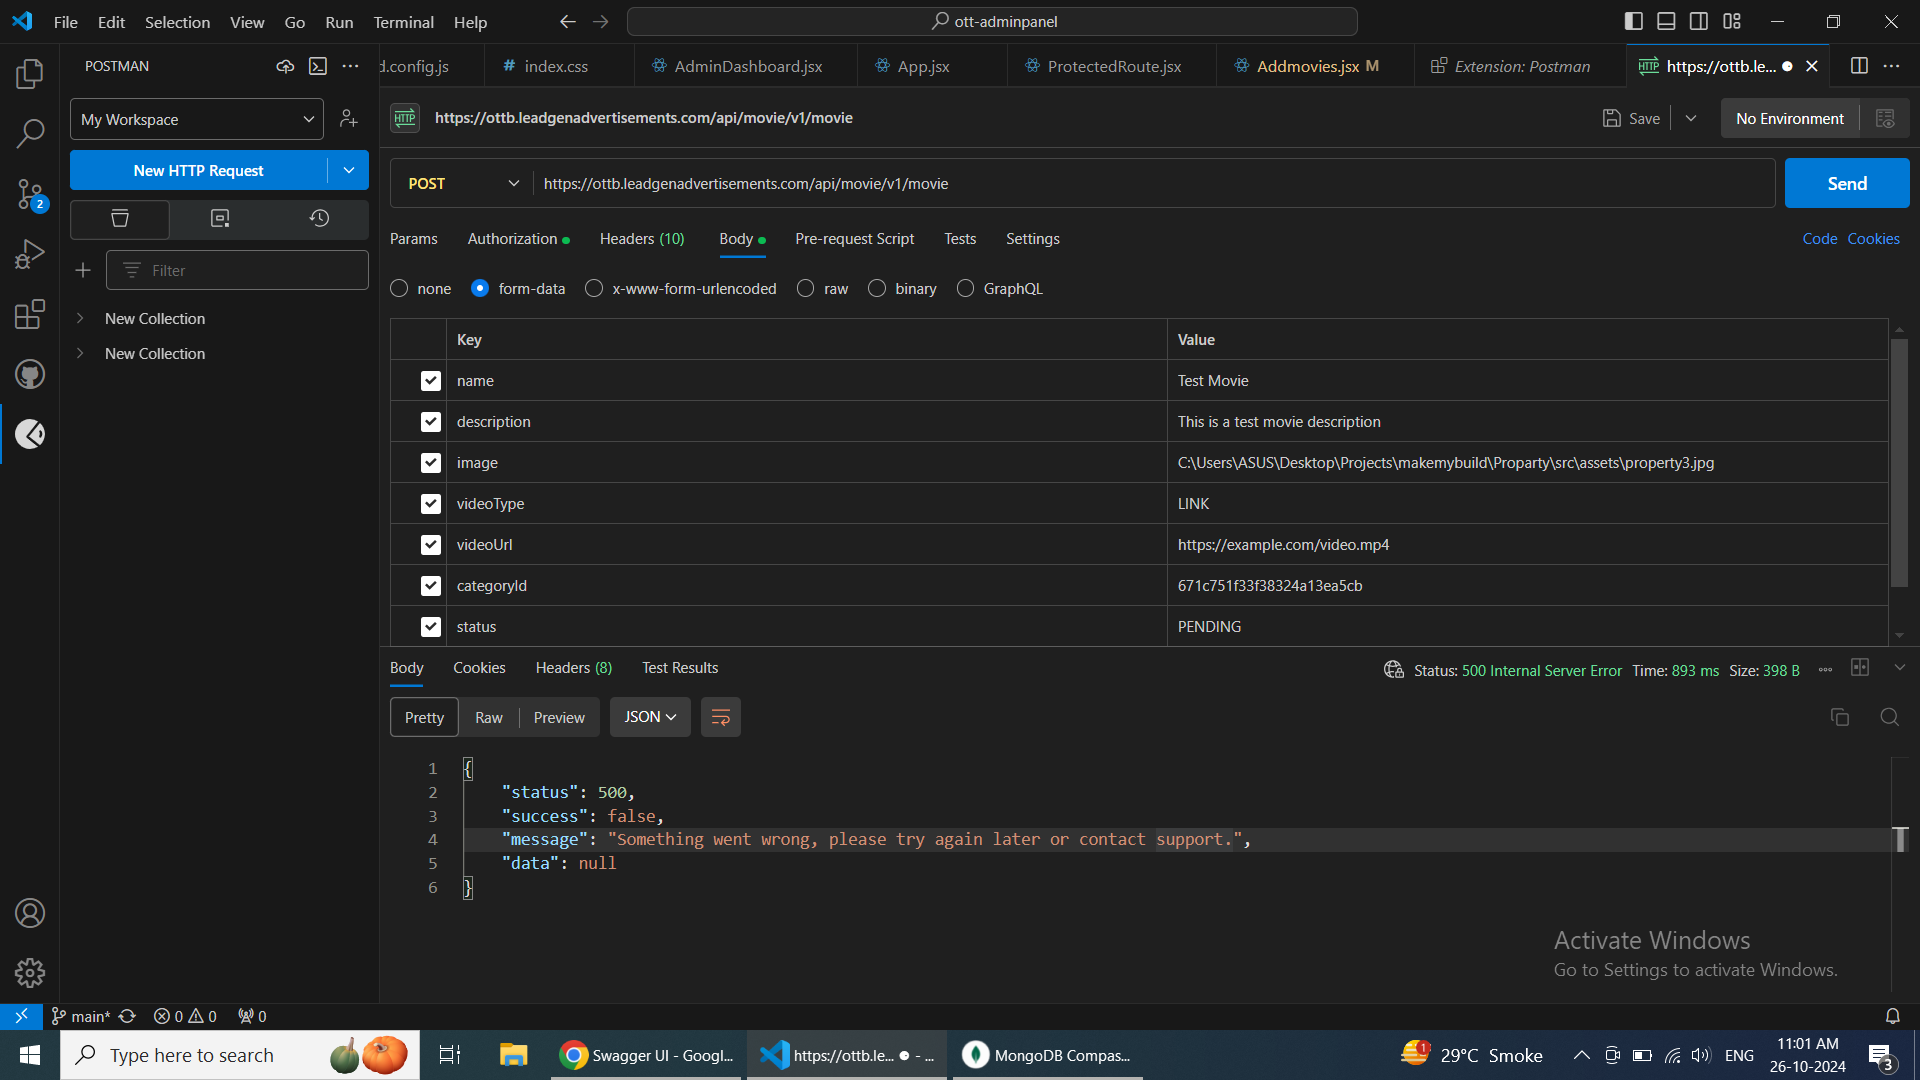 File Edit Selection View Go Run Terminal Help
ott-adminpanel
POSTMAN
d.config.js
# index.css
AdminDashboard.jsx
App.jsx
ProtectedRoute.jsx
Addmovies.jsx M
Extension: Postman
https://ottb.le...
My Workspace
HTTP https://ottb.leadgenadvertisements.com/api/movie/v1/movie
Save
No Environment
New HTTP Request
POST https://ottb.leadgenadvertisements.com/api/movie/v1/movie
Send
2
Params Authorization Headers (10) Body Pre-request Script Tests Settings
Code Cookies
Filter
none form-data x-www-form-urlencoded raw binary GraphQL
New Collection
New Collection
Key Value
name Test Movie
description This is a test movie description
image C:\Users\ASUS\Desktop\Projects\makemybuild\Proparty\src\assets\property3.jpg
videoType LINK
videoUrl https://example.com/video.mp4
categoryId 671c751f33f38324a13ea5cb
status PENDING
Body Cookies Headers (8) Test Results
Status: 500 Internal Server Error Time: 893 ms Size: 398 B
Pretty Raw Preview JSON
1 {
2 "status": 500,
3 "success": false,
4 "message": "Something went wrong, please try again later or contact support.",
5 "data": null
6 }
Activate Windows
Go to Settings to activate Windows.
main* 0 0 0
Type here to search
Swagger UI - Googl...
https://ottb.le... ● - ...
MongoDB Compas...
1
29°C Smoke
ENG
11:01 AM
26-10-2024
3